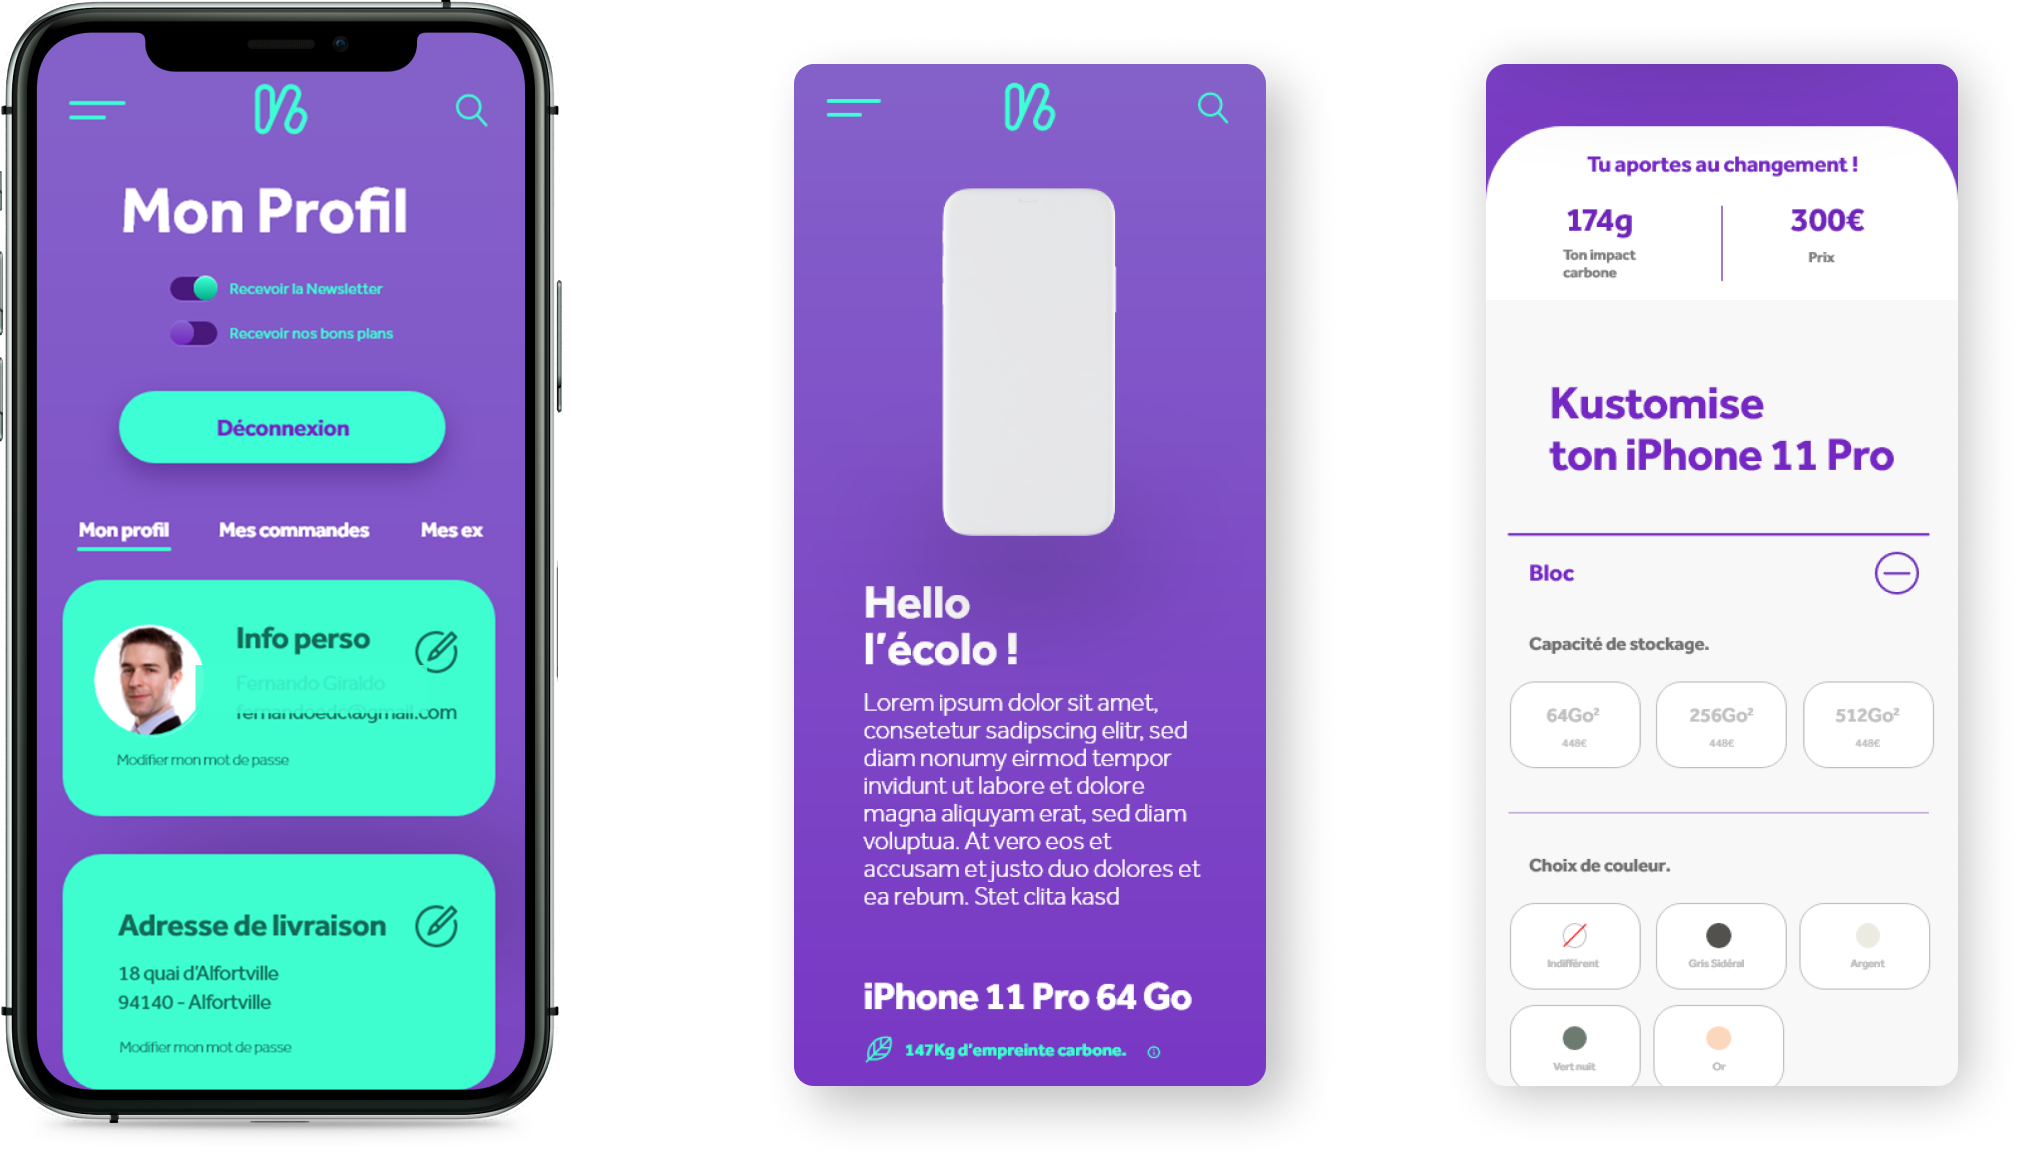 Mon Profil
Recevoir la Newsletter
Recevoir nos bons plans
Déconnexion
Mon profil
Mes commandes
Mes ex
Info perso
Fernando Giraldo
fernandoedc@gmail.com
Modifier mon mot de passe
Adresse de livraison
18 quai d'Alfortville
94140 - Alfortville
Modifier mon mot de passe
Hello
l'écolo !
Lorem ipsum dolor sit amet,
consetetur sadipscing elitr, sed
diam nonumy eirmod tempor
invidunt ut labore et dolore
magna aliquyam erat, sed diam
voluptua. At vero eos et
accusam et justo duo dolores et
ea rebum. Stet clita kasd
iPhone 11 Pro 64 Go
147Kg d'empreinte carbone.
Tu aportes au changement !
174g
Ton impact
carbone
300€
Prix
Kustomise
ton iPhone 11 Pro
Bloc
Capacité de stockage.
64Go²
448€
256Go²
448€
512Go²
448€
Choix de couleur.
Indifférent
Gris Sidéral
Argent
Vert nuit
Or